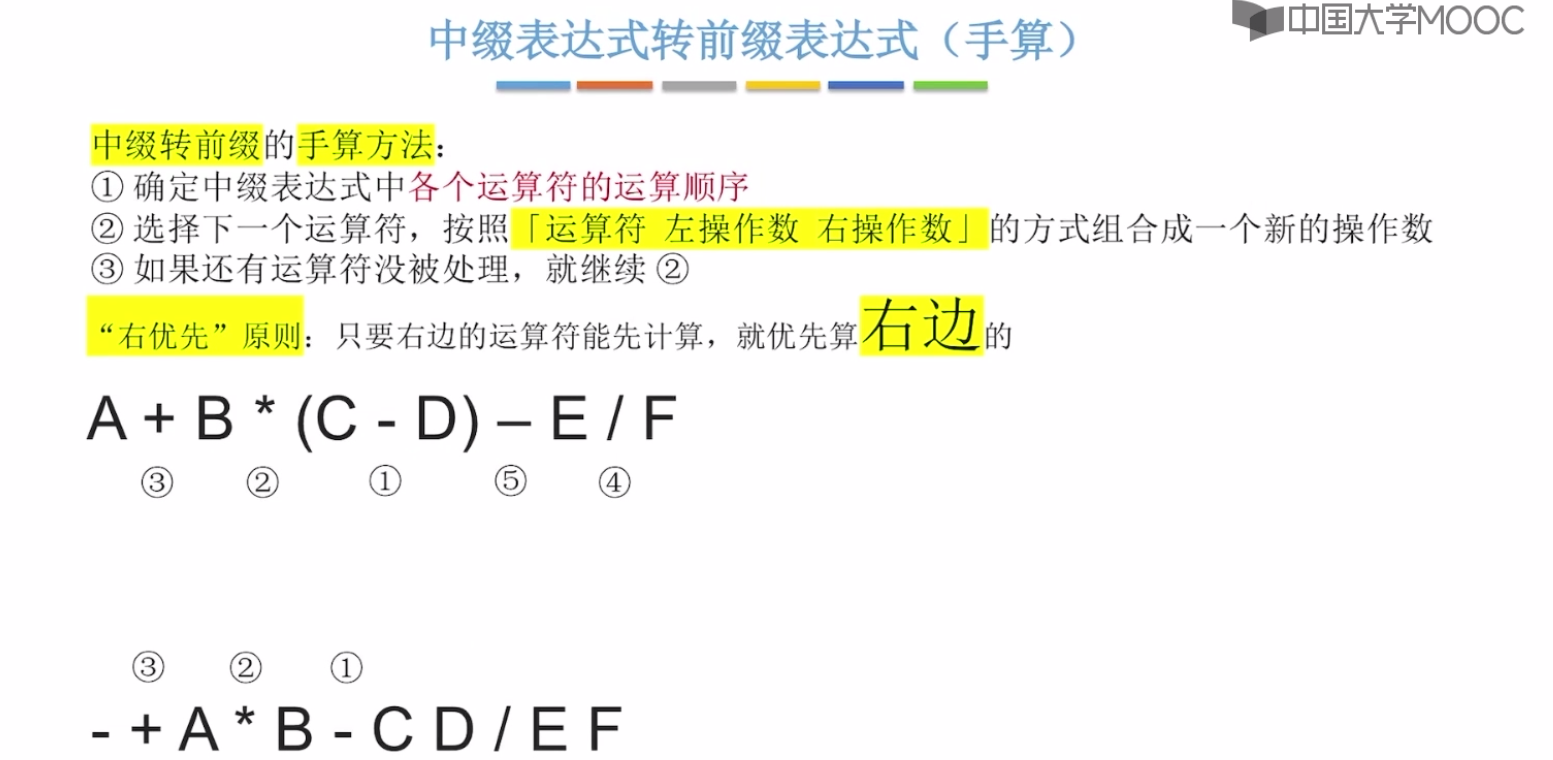 中缀表达式转前缀表达式（手算）
中国大学MOOC
中缀转前缀的手算方法：
① 确定中缀表达式中各个运算符的运算顺序
② 选择下一个运算符，按照「运算符 左操作数 右操作数」的方式组合成一个新的操作数
③ 如果还有运算符没被处理，就继续 ②
“右优先”原则：只要右边的运算符能先计算，就优先算右边的
A + B * (C - D) – E / F
③ ② ① ⑤ ④
③ ② ①
- + A * B - C D / E F